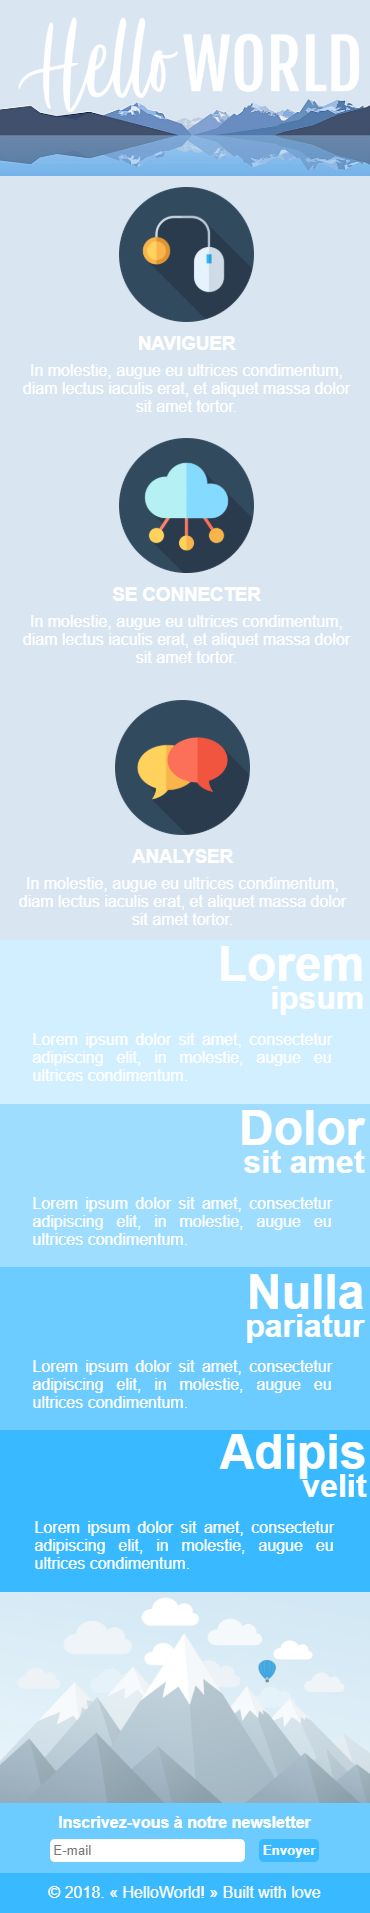 Hello WORLD
NAVIGUER
In molestie, augue eu ultrices condimentum,
diam lectus iaculis erat, et aliquet massa dolor
sit amet tortor.
SE CONNECTER
In molestie, augue eu ultrices condimentum,
diam lectus iaculis erat, et aliquet massa dolor
sit amet tortor.
ANALYSER
In molestie, augue eu ultrices condimentum,
diam lectus iaculis erat, et aliquet massa dolor
sit amet tortor.
Lorem
ipsum
Lorem ipsum dolor sit amet, consectetur
adipiscing elit, in molestie, augue eu
ultrices condimentum.
Dolor
sit amet
Lorem ipsum dolor sit amet, consectetur
adipiscing elit, in molestie, augue eu
ultrices condimentum.
Nulla
pariatur
Lorem ipsum dolor sit amet, consectetur
adipiscing elit, in molestie, augue eu
ultrices condimentum.
Adipis
velit
Lorem ipsum dolor sit amet, consectetur
adipiscing elit, in molestie, augue eu
ultrices condimentum.
Inscrivez-vous à notre newsletter
E-mail Envoyer
© 2018. « HelloWorld! » Built with love